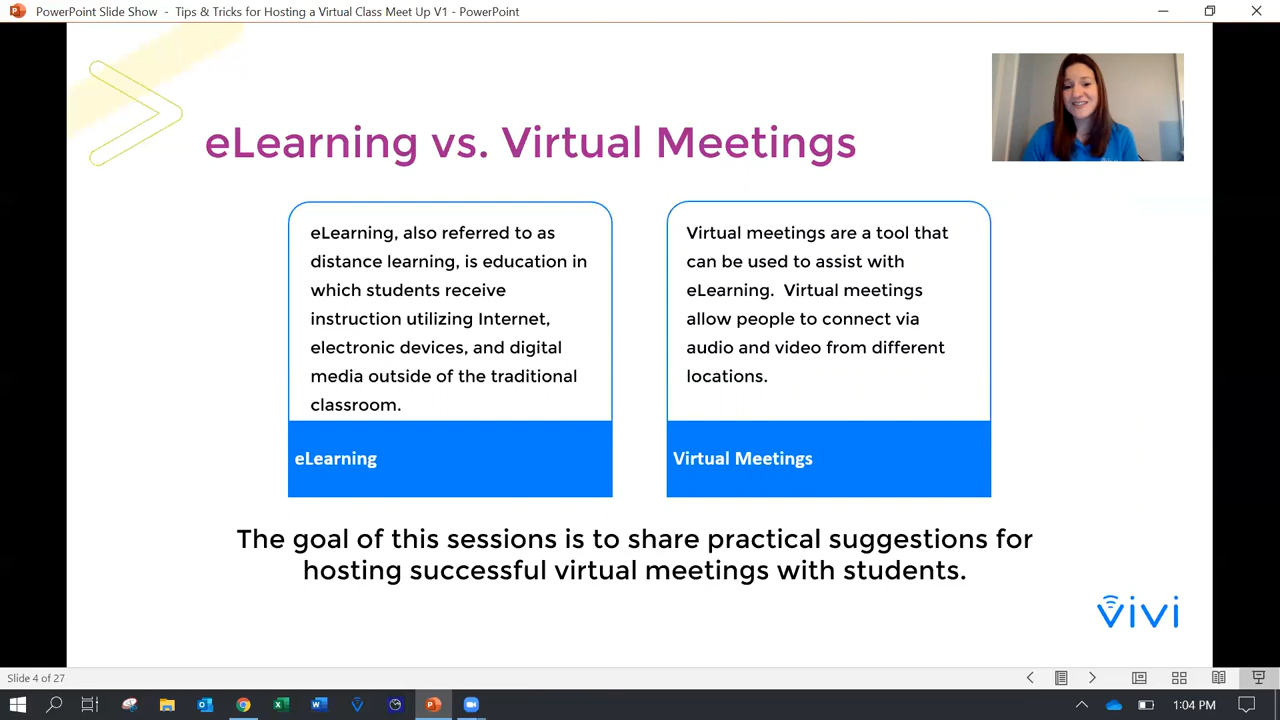 PowerPoint Slide Show - Tips & Tricks for Hosting a Virtual Class Meet Up V1 - PowerPoint
eLearning vs. Virtual Meetings
eLearning, also referred to as
distance learning, is education in
which students receive
instruction utilizing Internet,
electronic devices, and digital
media outside of the traditional
classroom.
eLearning
Virtual meetings are a tool that
can be used to assist with
eLearning. Virtual meetings
allow people to connect via
audio and video from different
locations.
Virtual Meetings
The goal of this sessions is to share practical suggestions for
hosting successful virtual meetings with students.
vivi
Slide 4 of 27
1:04 PM